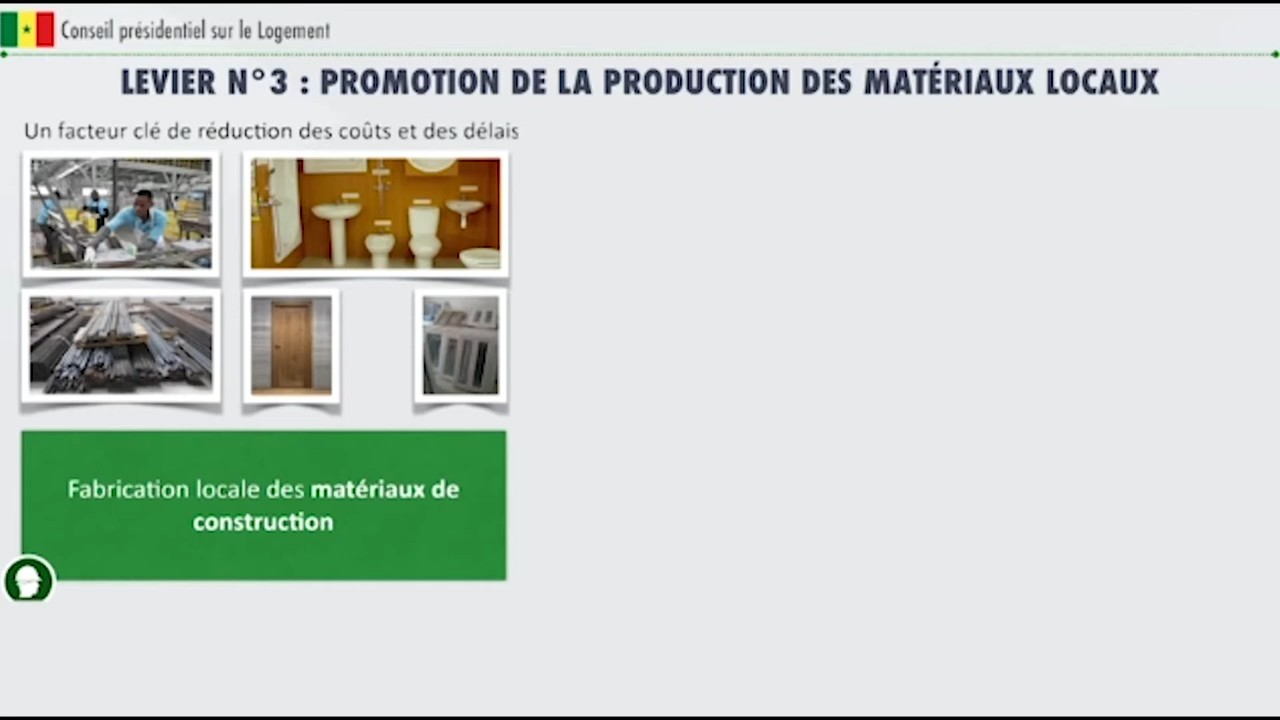 Conseil présidentiel sur le Logement
LEVIER N°3 : PROMOTION DE LA PRODUCTION DES MATÉRIAUX LOCAUX
Un facteur clé de réduction des coûts et des délais
Fabrication locale des matériaux de
construction